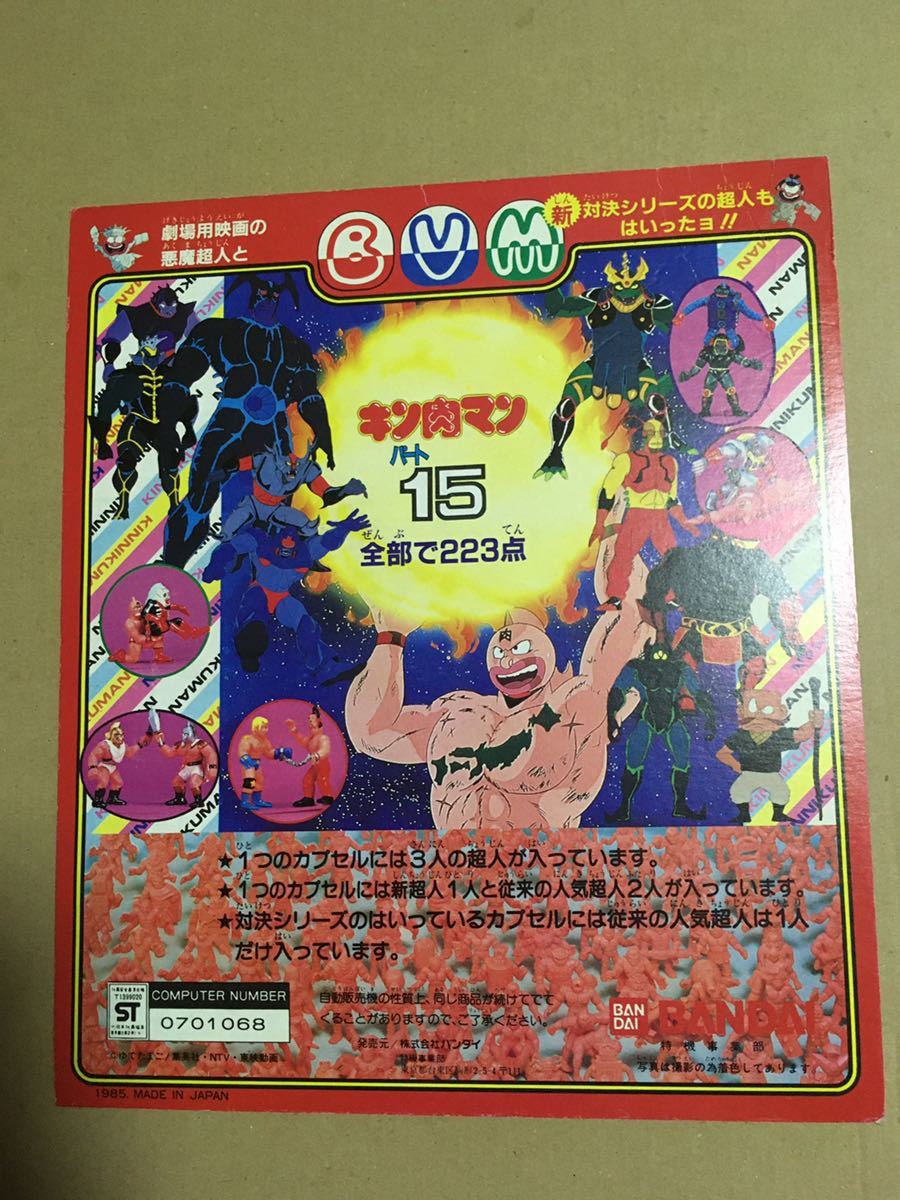 劇場用映画の
悪魔超人と
BVM
新
対決シリーズの超人も
はいったヨ!!
キン肉マン
パート
15
全部で223点
肉
KINNIKUMAN
★1つのカプセルには3人の超人が入っています。
★1つのカプセルには新超人1人と従来の人気超人2人が入っています。
★対決シリーズのはいっているカプセルには従来の人気超人は1人
だけ入っています。
T1399020
ST
COMPUTER NUMBER
0701068
自動販売機の性質上、同じ商品が続けてでて
くることがありますので、ご了承ください。
発売元/株式会社バンダイ
特機事業部
BAN
DAI
BANDAI
特機事業部
©ゆでたまご/集英社・NTV・東映動画
写真は撮影の為着色してあります。
1985. MADE IN JAPAN